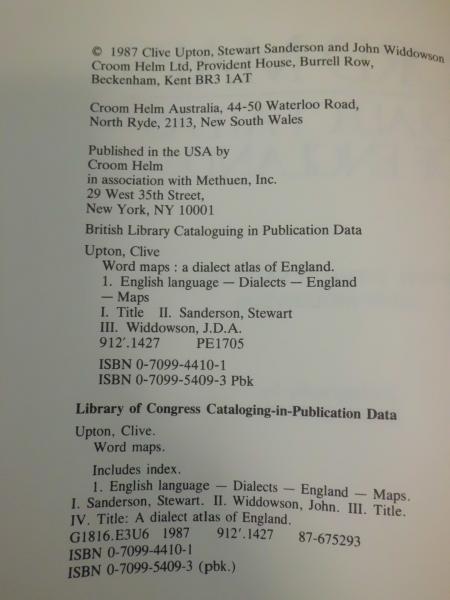 © 1987 Clive Upton, Stewart Sanderson and John Widdowson
Croom Helm Ltd, Provident House, Burrell Row,
Beckenham, Kent BR3 1AT
Croom Helm Australia, 44-50 Waterloo Road,
North Ryde, 2113, New South Wales
Published in the USA by
Croom Helm
in association with Methuen, Inc.
29 West 35th Street,
New York, NY 10001
British Library Cataloguing in Publication Data
Upton, Clive
Word maps : a dialect atlas of England.
1. English language — Dialects — England
— Maps
I. Title II. Sanderson, Stewart
III. Widdowson, J.D.A.
912'.1427 PE1705
ISBN 0-7099-4410-1
ISBN 0-7099-5409-3 Pbk
Library of Congress Cataloging-in-Publication Data
Upton, Clive.
Word maps.
Includes index.
1. English language — Dialects — England — Maps.
I. Sanderson, Stewart. II. Widdowson, John. III. Title.
IV. Title: A dialect atlas of England.
G1816.E3U6 1987 912'.1427 87-675293
ISBN 0-7099-4410-1
ISBN 0-7099-5409-3 (pbk.)